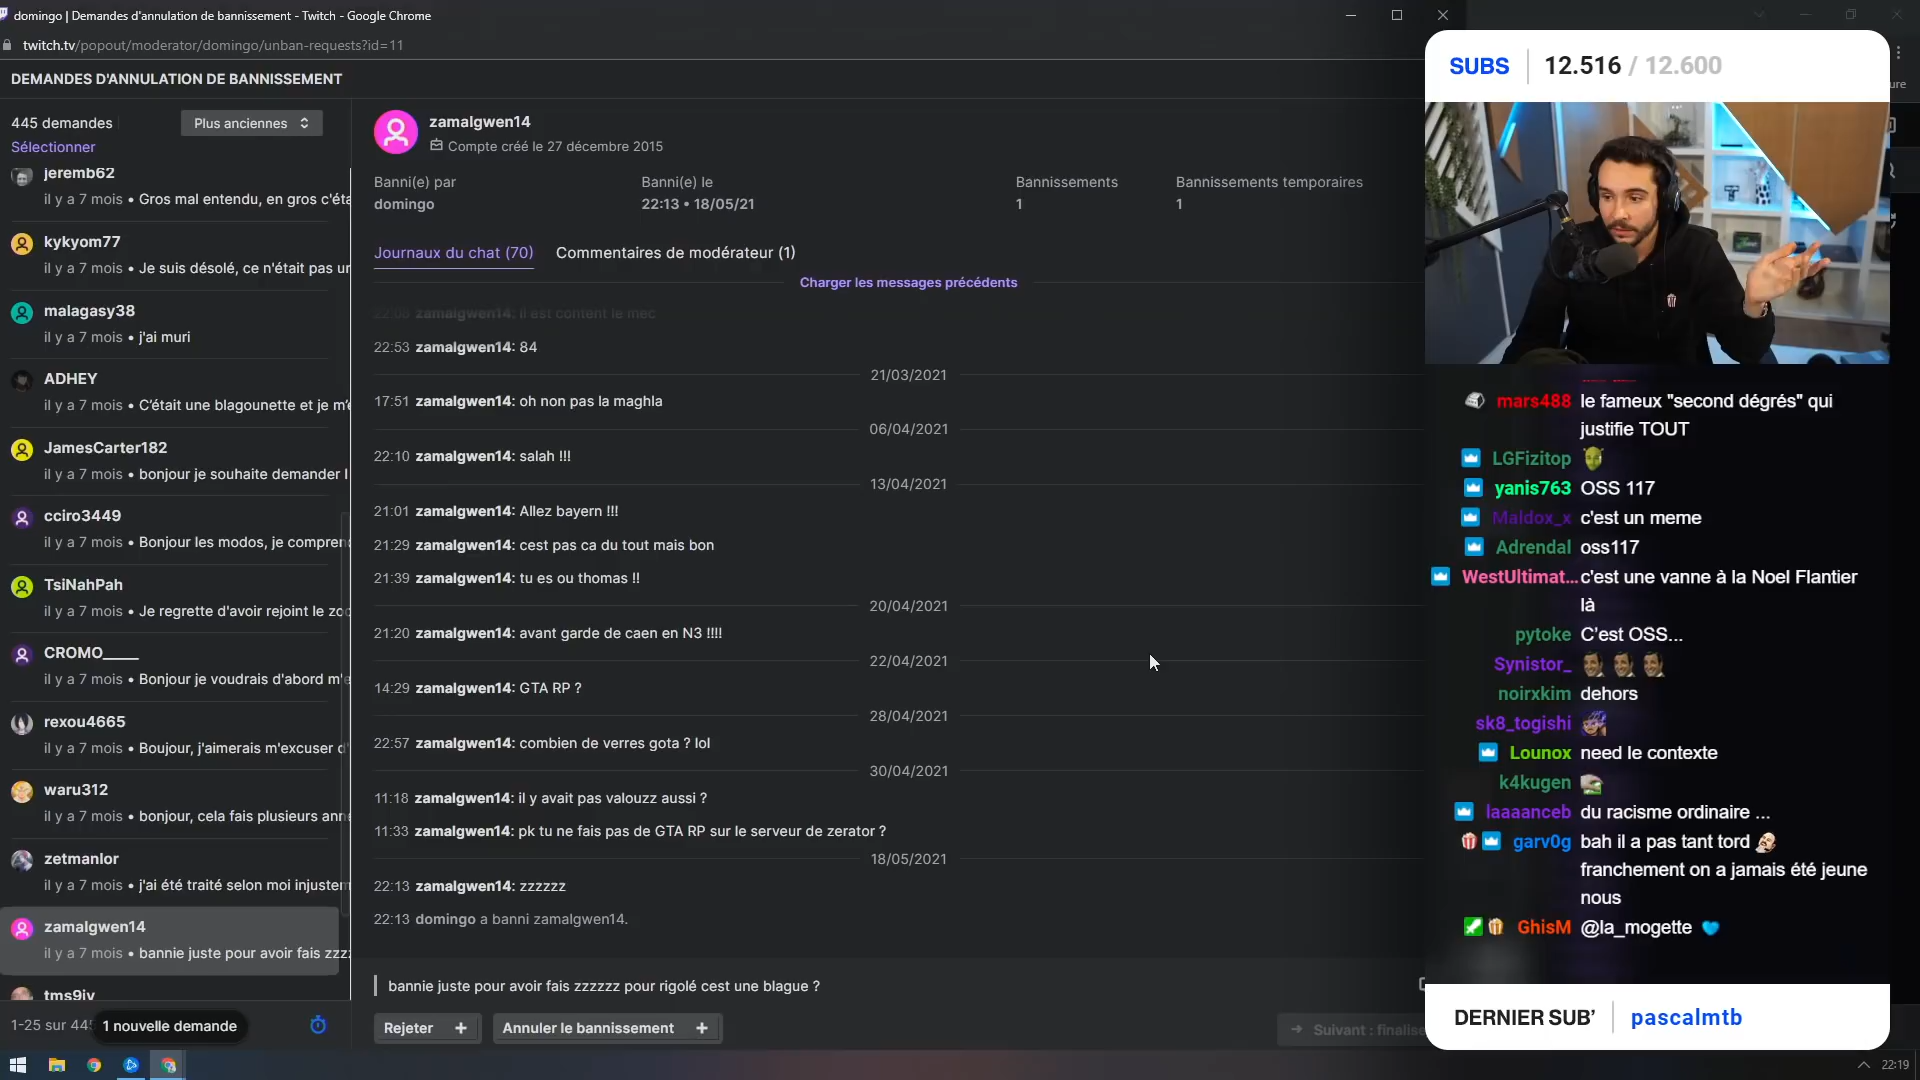 domingo | Demandes d'annulation de bannissement - Twitch - Google Chrome
twitch.tv/popout/moderator/domingo/unban-requests?id=11
DEMANDES D'ANNULATION DE BANNISSEMENT
445 demandes
Plus anciennes
Sélectionner
jeremb62
il y a 7 mois • Gros mal entendu, en gros c'éta
kykyom77
il y a 7 mois • Je suis désolé, ce n'était pas un
malagasy38
il y a 7 mois • j'ai muri
ADHEY
il y a 7 mois • C'était une blagounette et je m'e
JamesCarter182
il y a 7 mois • bonjour je souhaite demander l
cciro3449
il y a 7 mois • Bonjour les modos, je compren
TsiNahPah
il y a 7 mois • Je regrette d'avoir rejoint le zoo
CROMO_____
il y a 7 mois • Bonjour je voudrais d'abord m'e
rexou4665
il y a 7 mois • Boujour, j'aimerais m'excuser d'
waru312
il y a 7 mois • bonjour, cela fais plusieurs ann
zetmanlor
il y a 7 mois • j'ai été traité selon moi injustem
zamalgwen14
il y a 7 mois • bannie juste pour avoir fais zzz
tms9iv
1-25 sur 445
1 nouvelle demande
zamalgwen14
Compte créé le 27 décembre 2015
Banni(e) par
domingo
Banni(e) le
22:13 • 18/05/21
Bannissements
1
Bannissements temporaires
1
Journaux du chat (70)
Commentaires de modérateur (1)
Charger les messages précédents
22:08 zamalgwen14: il est content le mec
22:53 zamalgwen14: 84
21/03/2021
17:51 zamalgwen14: oh non pas la maghla
06/04/2021
22:10 zamalgwen14: salah !!!
13/04/2021
21:01 zamalgwen14: Allez bayern !!!
21:29 zamalgwen14: cest pas ca du tout mais bon
21:39 zamalgwen14: tu es ou thomas !!
20/04/2021
21:20 zamalgwen14: avant garde de caen en N3 !!!!
22/04/2021
14:29 zamalgwen14: GTA RP ?
28/04/2021
22:57 zamalgwen14: combien de verres gota ? lol
30/04/2021
11:18 zamalgwen14: il y avait pas valouzz aussi ?
11:33 zamalgwen14: pk tu ne fais pas de GTA RP sur le serveur de zerator ?
18/05/2021
22:13 zamalgwen14: zzzzzz
22:13 domingo a banni zamalgwen14.
bannie juste pour avoir fais zzzzzz pour rigolé cest une blague ?
Rejeter +
Annuler le bannissement +
→ Suivant : finalise
SUBS 12.516 / 12.600
ure
mars488 le fameux "second dégrés" qui
justifie TOUT
LGFizitop
yanis763 OSS 117
Maldox_x c'est un meme
Adrendal oss117
WestUltimat... c'est une vanne à la Noel Flantier
là
pytoke C'est OSS...
Synistor_
noirxkim dehors
sk8_togishi
Lounox need le contexte
k4kugen
laaaanceb du racisme ordinaire ...
garv0g bah il a pas tant tord
franchement on a jamais été jeune
nous
GhisM @la_mogette
DERNIER SUB' pascalmtb
22:19